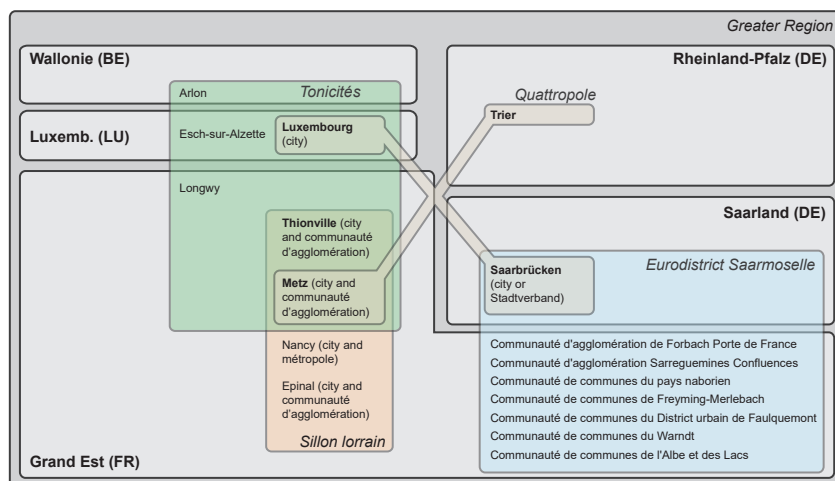 Greater Region
Wallonie (BE)
Rheinland-Pfalz (DE)
Arlon
Tonicités
Quattropole
Trier
Luxemb. (LU)
Esch-sur-Alzette
Luxembourg
(city)
Longwy
Saarland (DE)
Thionville (city
and communauté
d'agglomération)
Metz (city and
communauté
d'agglomération)
Saarbrücken
(city or
Stadtverband)
Eurodistrict Saarmoselle
Nancy (city and
métropole)
Epinal (city and
communauté
d'agglomération)
Sillon lorrain
Communauté d'agglomération de Forbach Porte de France
Communauté d'agglomération Sarreguemines Confluences
Communauté de communes du pays naborien
Communauté de communes de Freyming-Merlebach
Communauté de communes du District urbain de Faulquemont
Communauté de communes du Warndt
Communauté de communes de l'Albe et des Lacs
Grand Est (FR)